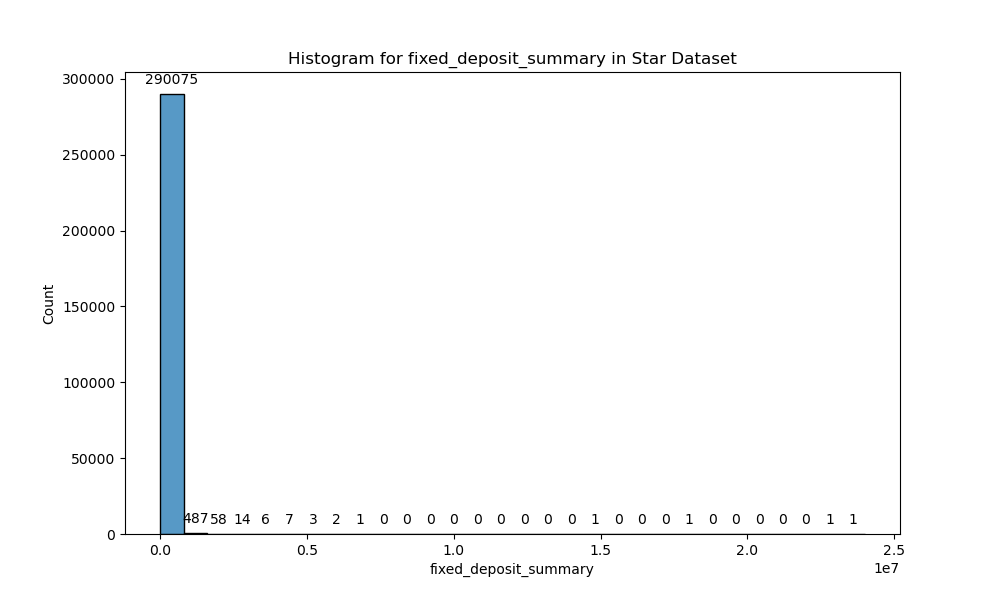 Histogram for fixed_deposit_summary in Star Dataset
300000
290075
250000
200000
150000
100000
50000
0
Count
487 58 14 6 7 3 2 1 0 0 0 0 0 0 0 0 0 1 0 0 0 1 0 0 0 0 0 1 1
0.0 0.5 1.0 1.5 2.0 2.5
1e7
fixed_deposit_summary